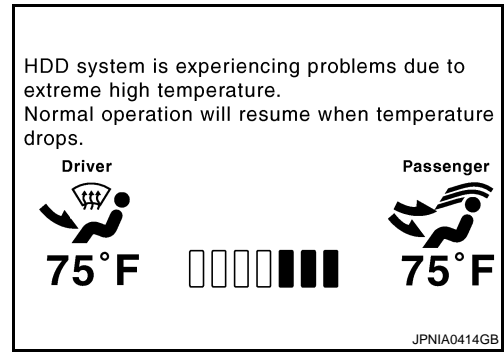 HDD system is experiencing problems due to
extreme high temperature.
Normal operation will resume when temperature
drops.
Driver Passenger
75°F 75°F
JPNIA0414GB